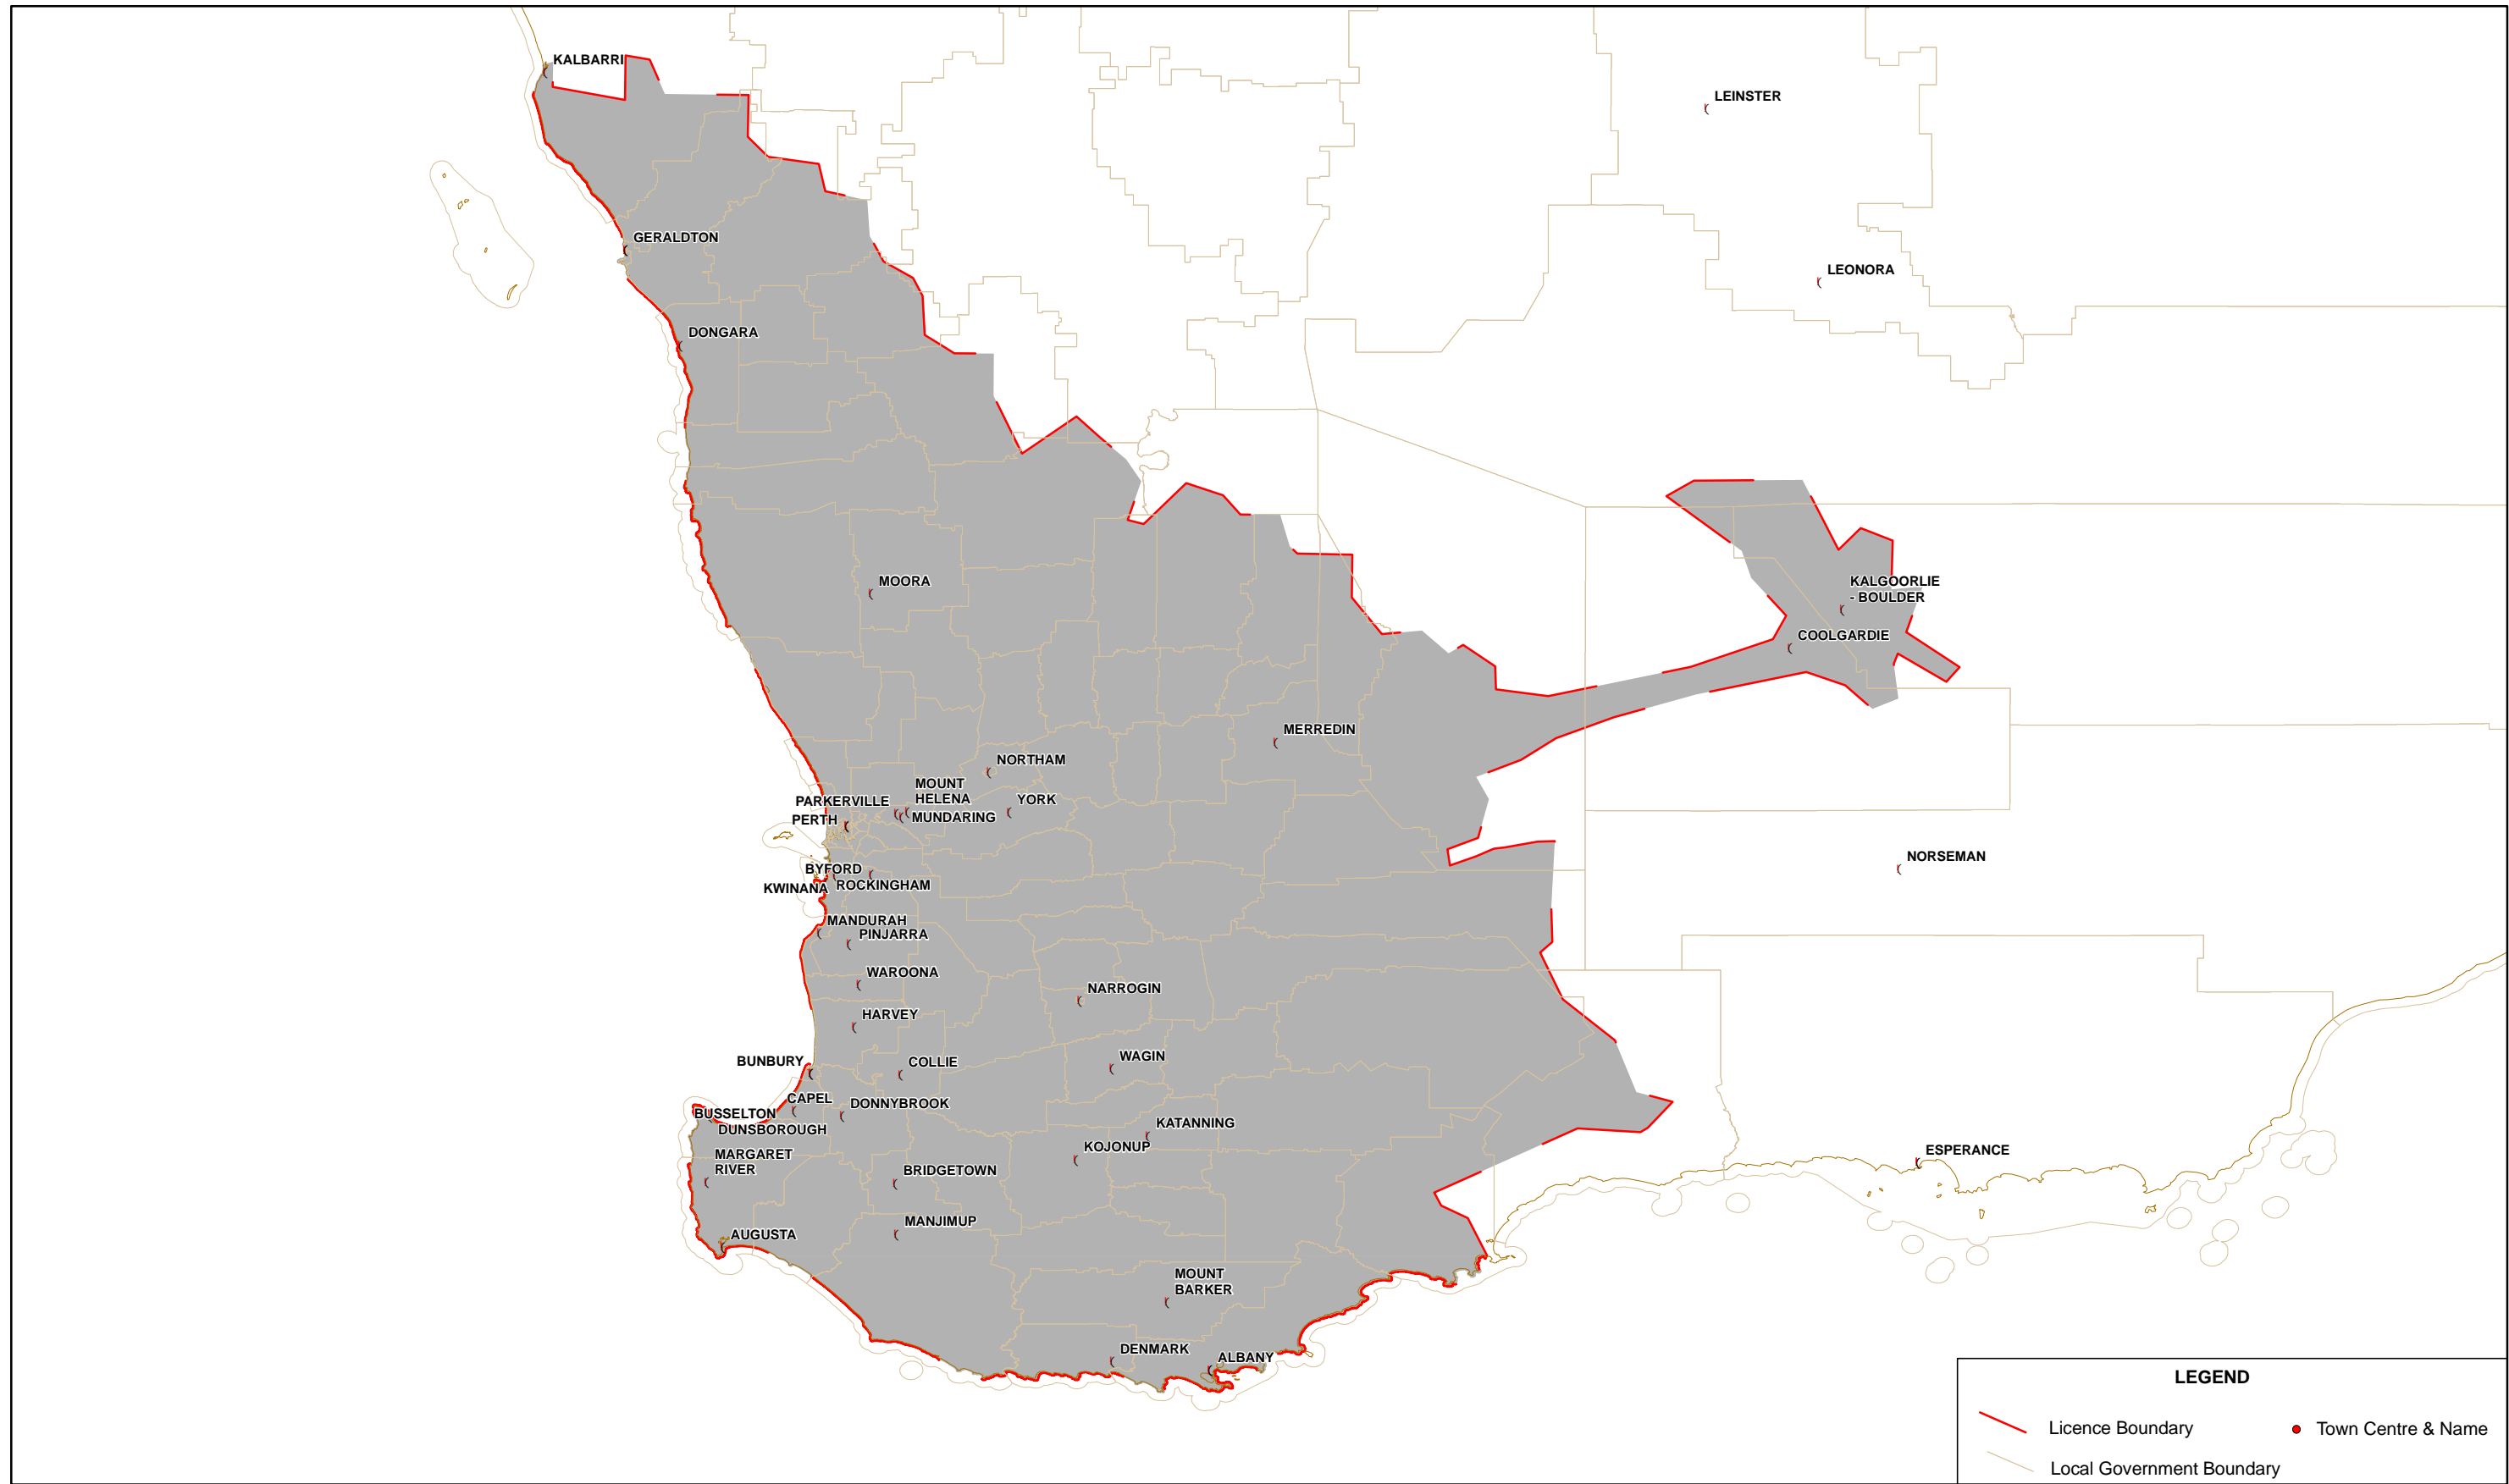 KALBARRI
LEINSTER
GERALDTON
LEONORA
DONGARA
MOORA
KALGOORLIE
- BOULDER
COOLGARDIE
MERREDIN
NORTHAM
MOUNT
HELENA
PARKERVILLE
YORK
MUNDARING
PERTH
NORSEMAN
BYFORD
ROCKINGHAM
KWINANA
MANDURAH
PINJARRA
WAROONA
NARROGIN
HARVEY
BUNBURY
COLLIE
WAGIN
CAPEL
DONNYBROOK
BUSSELTON
DUNSBOROUGH
KATANNING
KOJONUP
ESPERANCE
MARGARET
RIVER
BRIDGETOWN
MANJIMUP
AUGUSTA
MOUNT
BARKER
DENMARK
ALBANY
LEGEND
Licence Boundary
Town Centre & Name
Local Government Boundary